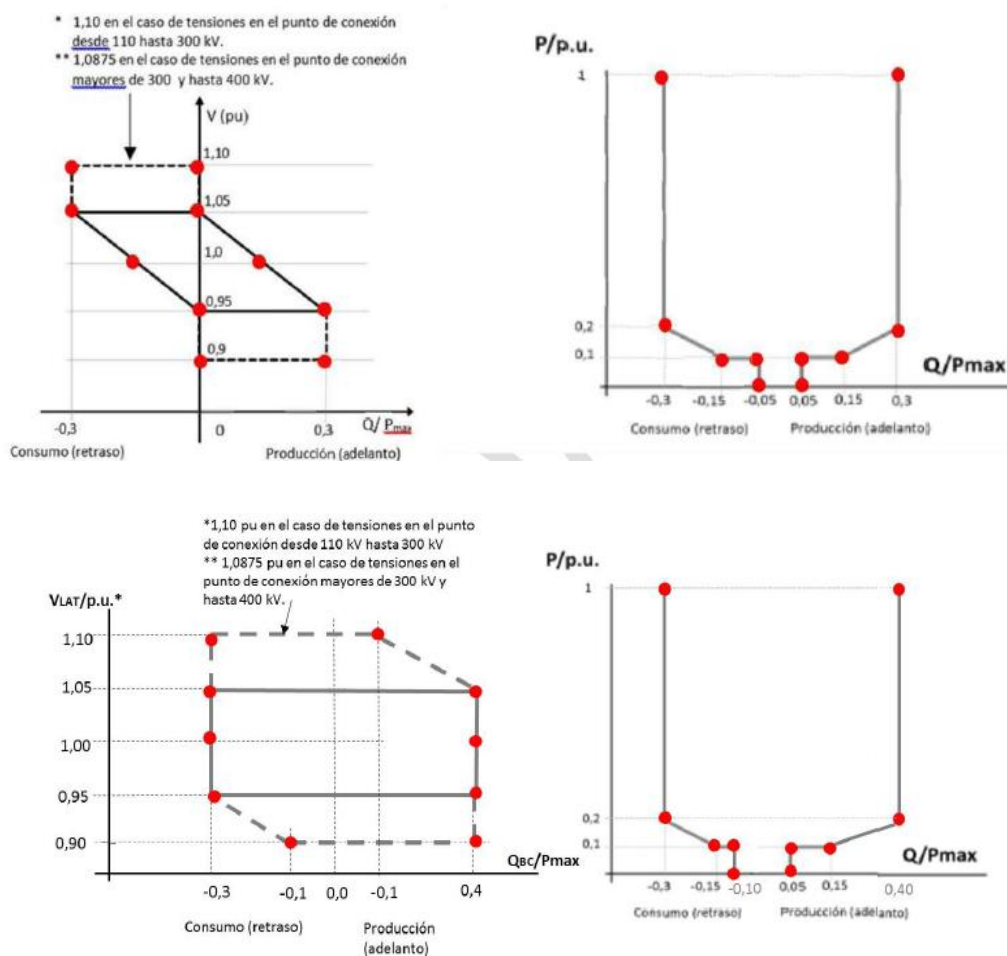 * 1,10 en el caso de tensiones en el punto de conexión
desde 110 hasta 300 kV.
** 1,0875 en el caso de tensiones en el punto de conexión
mayores de 300 y hasta 400 kV.
V (pu)
1,10
1,05
1,0
0,95
0,9
-0,3
0
0,3
Q/ Pmax
Consumo (retraso)
Producción (adelanto)
P/p.u.
1
0,2
0,1
Q/Pmax
-0,3
-0,15
-0,05
0,05
0,15
0,3
Consumo (retraso)
Producción (adelanto)
*1,10 pu en el caso de tensiones en el punto
de conexión desde 110 kV hasta 300 kV
** 1,0875 pu en el caso de tensiones en el
punto de conexión mayores de 300 kV y
hasta 400 kV.
VLAT/p.u.*
1,10
1,05
1,00
0,95
0,90
QBC/Pmax
-0,3
-0,1
0,0
-0,1
0,4
Consumo (retraso)
Producción
(adelanto)
P/p.u.
1
0,2
0,1
Q/Pmax
-0,3
-0,15
-0,10
0,05
0,15
0,40
Consumo (retraso)
Producción (adelanto)